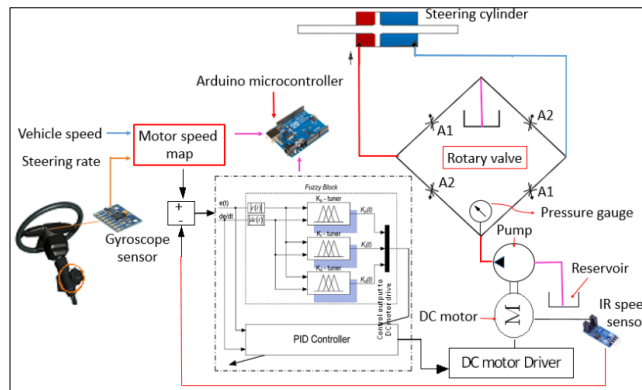 Steering cylinder
Arduino microcontroller
Vehicle speed
Motor speed
map
Steering rate
A1
A2
Rotary valve
A2
A1
Fuzzy Block
+
-
e(t)
de/dt
|e(t)|
Kp - tuner
Kp(t)
Ki - tuner
Ki(t)
Kd - tuner
Kd(t)
Gyroscope
sensor
Pressure gauge
Pump
Reservoir
Control output to
DC motor drive
DC motor
M
IR speed
sensor
PID Controller
DC motor Driver